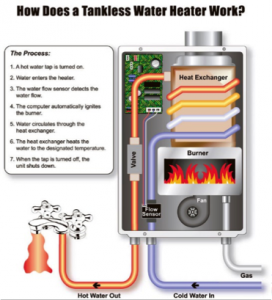 How Does a Tankless Water Heater Work?
The Process:
1. A hot water tap is turned on.
2. Water enters the heater.
3. The water flow sensor detects the
water flow.
4. The computer automatically ignites
the burner.
5. Water circulates through the
heat exchanger.
6. The heat exchanger heats the
water to the designated temperature.
7. When the tap is turned off, the
unit shuts down.
Heat Exchanger
Valve
Burner
Fan
Flow
Sensor
Gas
Hot Water Out
Cold Water In